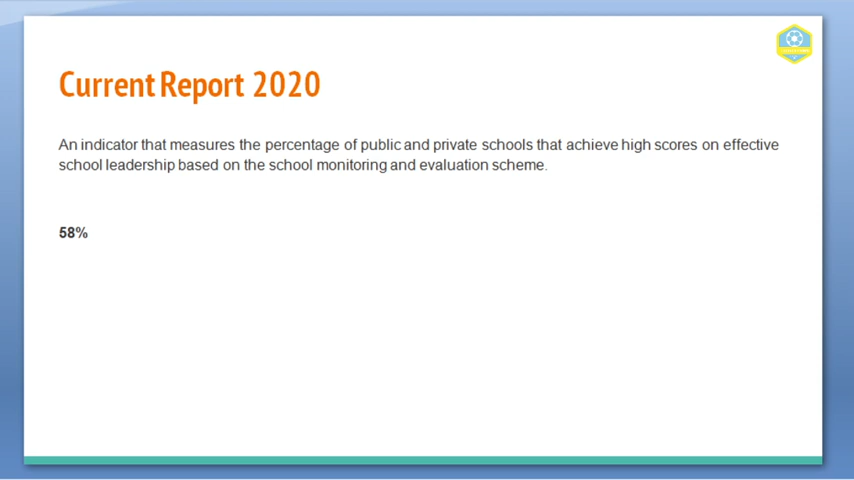 Current Report 2020
An indicator that measures the percentage of public and private schools that achieve high scores on effective
school leadership based on the school monitoring and evaluation scheme.
58%